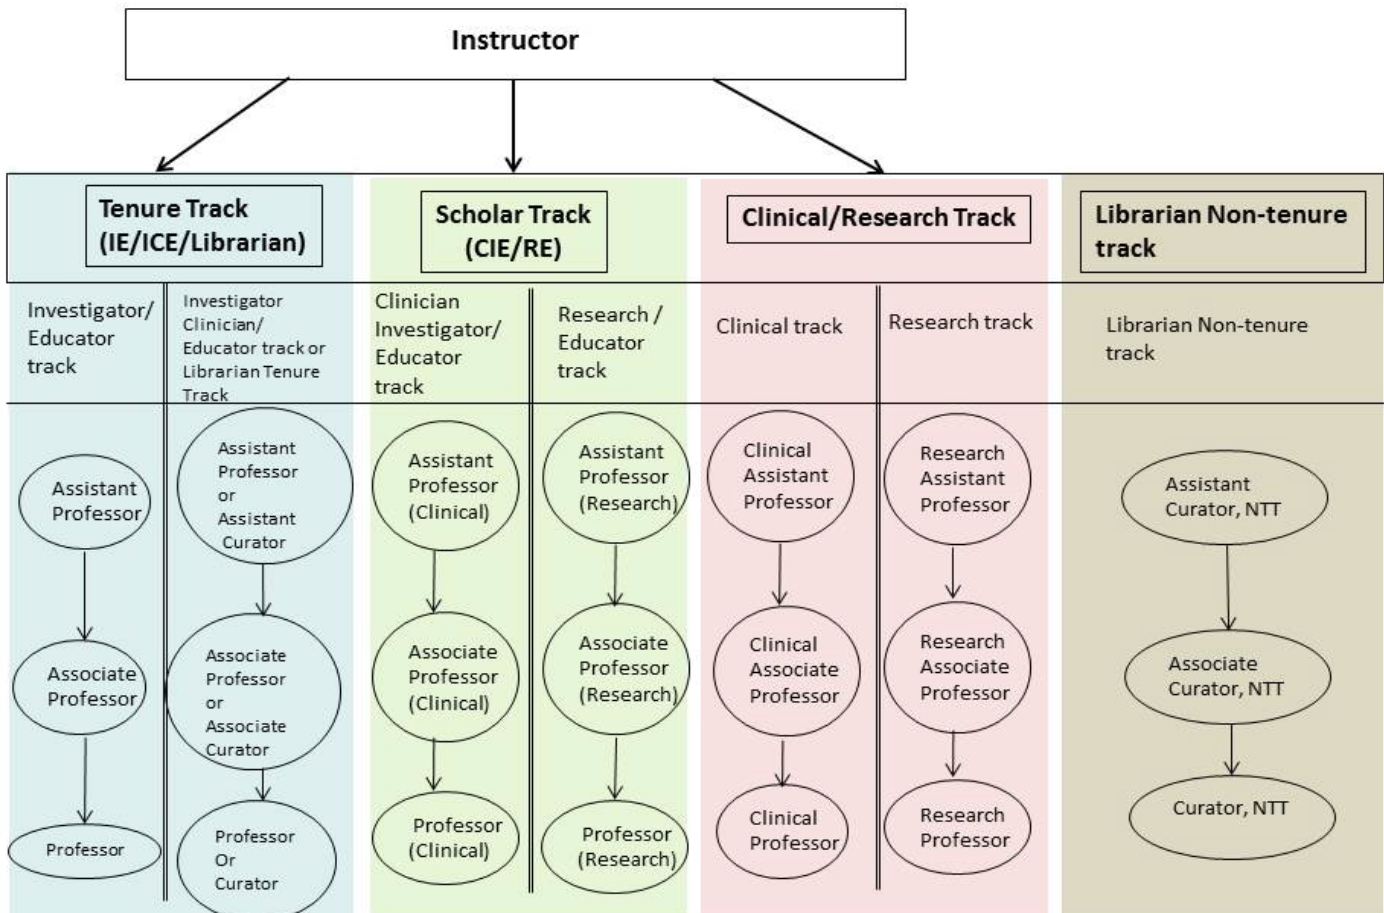 Instructor
Tenure Track
(IE/ICE/Librarian)
Scholar Track
(CIE/RE)
Clinical/Research Track
Librarian Non-tenure
track
Investigator/
Educator
track
Investigator
Clinician/
Educator track or
Librarian Tenure
Track
Clinician
Investigator/
Educator
track
Research /
Educator
track
Clinical track
Research track
Librarian Non-tenure
track
Assistant
Professor
Assistant
Professor
or
Assistant
Curator
Assistant
Professor
(Clinical)
Assistant
Professor
(Research)
Clinical
Assistant
Professor
Research
Assistant
Professor
Assistant
Curator, NTT
Associate
Professor
Associate
Professor
or
Associate
Curator
Associate
Professor
(Clinical)
Associate
Professor
(Research)
Clinical
Associate
Professor
Research
Associate
Professor
Associate
Curator, NTT
Professor
Professor
Or
Curator
Professor
(Clinical)
Professor
(Research)
Clinical
Professor
Research
Professor
Curator, NTT